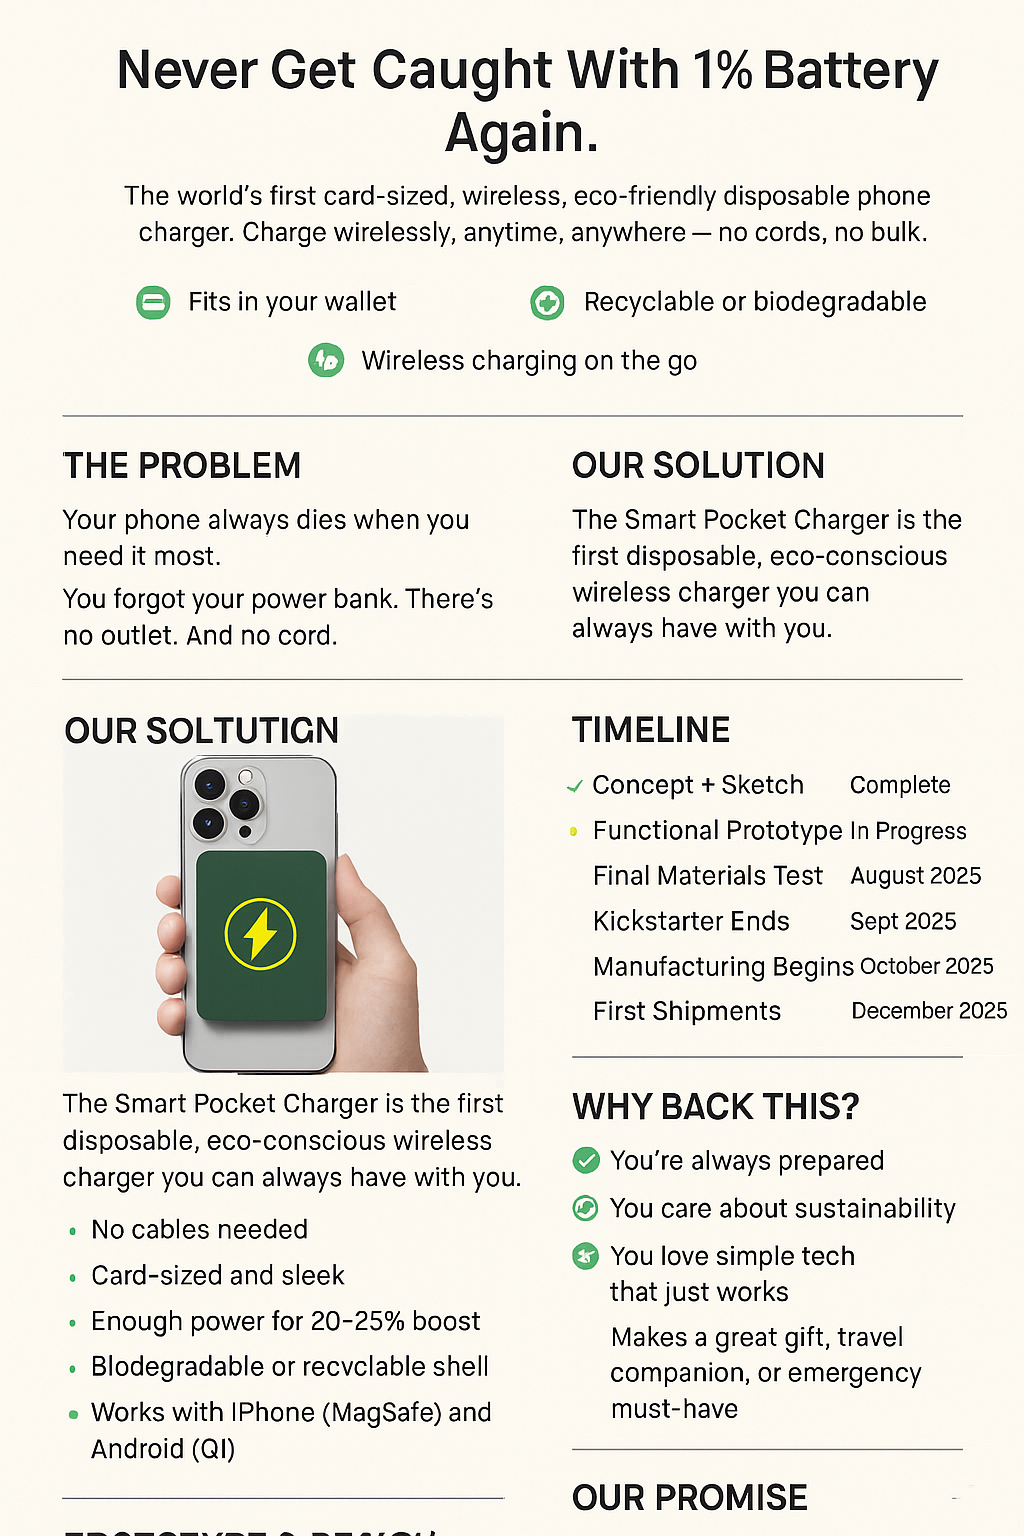 Never Get Caught With 1% Battery
Again.
The world's first card-sized, wireless, eco-friendly disposable phone
charger. Charge wirelessly, anytime, anywhere — no cords, no bulk.
Fits in your wallet
Recyclable or biodegradable
Wireless charging on the go
THE PROBLEM
Your phone always dies when you
need it most.
You forgot your power bank. There's
no outlet. And no cord.
OUR SOLUTION
The Smart Pocket Charger is the
first disposable, eco-conscious
wireless charger you can
always have with you.
OUR SOLTUTIGN
The Smart Pocket Charger is the first
disposable, eco-conscious wireless
charger you can always have with you.
• No cables needed
• Card-sized and sleek
• Enough power for 20-25% boost
• Blodegradable or recvclable shell
• Works with IPhone (MagSafe) and
Android (QI)
TIMELINE
✓ Concept + Sketch Complete
• Functional Prototype In Progress
Final Materials Test August 2025
Kickstarter Ends Sept 2025
Manufacturing Begins October 2025
First Shipments December 2025
WHY BACK THIS?
You're always prepared
You care about sustainability
You love simple tech
that just works
Makes a great gift, travel
companion, or emergency
must-have
OUR PROMISE